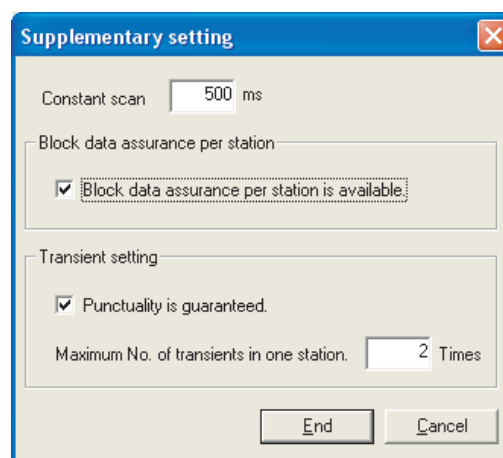 Supplementary setting
Constant scan 500 ms
Block data assurance per station
Block data assurance per station is available.
Transient setting
Punctuality is guaranteed.
Maximum No. of transients in one station. 2 Times
End Cancel